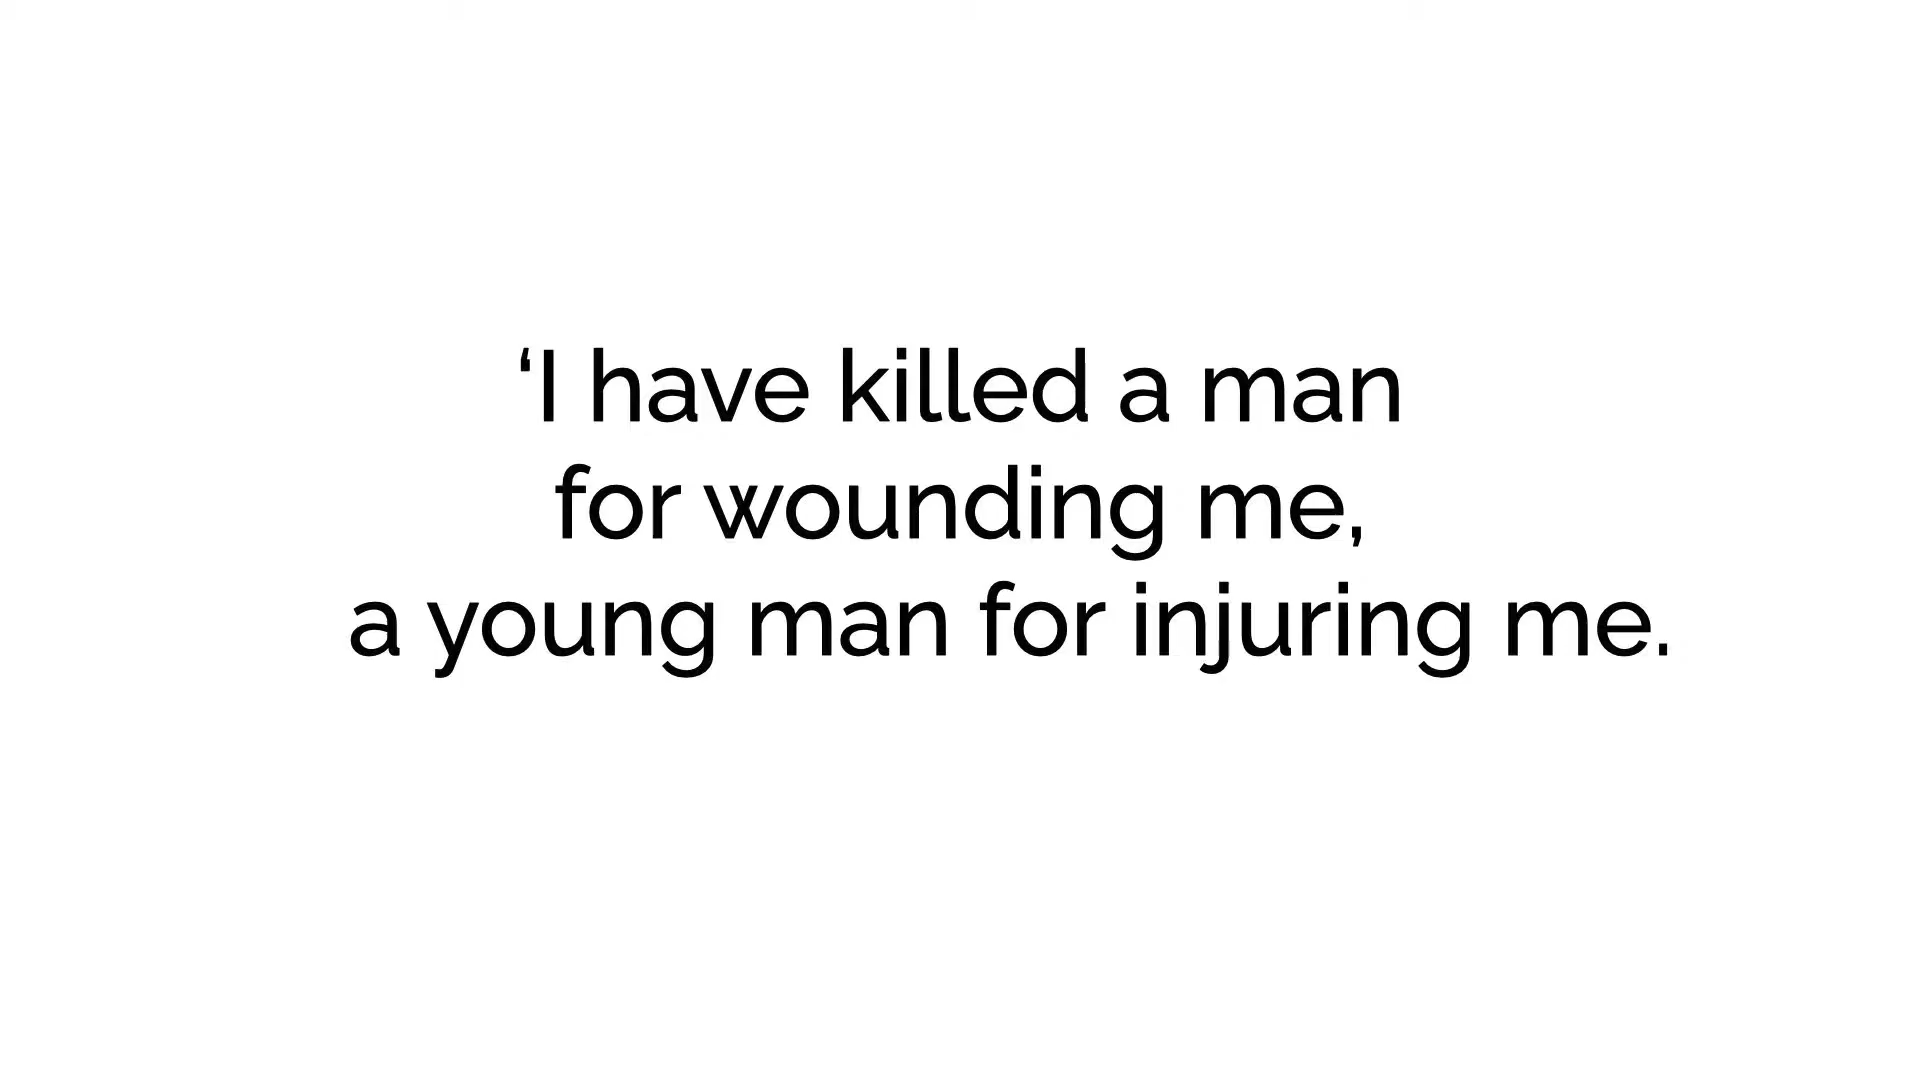 ‘I have killed a man
for wounding me,
a young man for injuring me.